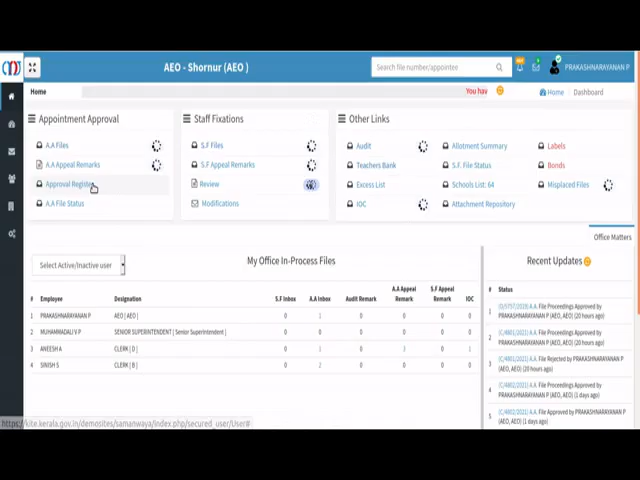 AEO - Shornur (AEO )
Search file number/appointee
PRAKASHNARAYANAN P
Home
You hav
Home Dashboard
Appointment Approval
A.A Files
A.A Appeal Remarks
Approval Register
A.A File Status
Staff Fixations
S.F Files
S.F Appeal Remarks
Review
Modifications
Other Links
Audit
Allotment Summary
Labels
Teachers Bank
S.F. File Status
Bonds
Excess List
Schools List: 64
Misplaced Files
IOC
Attachment Repository
Office Matters
Select Active/Inactive user
My Office In-Process Files
# Employee Designation S.F Inbox A.A Inbox Audit Remark A.A Appeal Remark S.F Appeal Remark IOC
1 PRAKASHNARAYANAN P AEO [ AEO ] 0 1 0 0 0 0
2 MUHAMMADALI V P SENIOR SUPERINTENDENT [ Senior Superintendent ] 0 0 0 0 0 0
3 ANEESH A CLERK [ D ] 0 1 0 3 0 1
4 SINISH S CLERK [ B ] 0 2 0 0 0 0
Recent Updates
# Status
1 A.A. File Proceedings Approved by
PRAKASHNARAYANAN P (AEO, AEO) (20 hours ago)
2 (C/4601/2021) A.A. File Proceedings Approved by
PRAKASHNARAYANAN P (AEO, AEO) (20 hours ago)
3 (C/4601/2021) A.A. File Rejected by PRAKASHNARAYANAN P
(AEO, AEO) (20 hours ago)
4 (C/4602/2021) A.A. File Proceedings Approved by
PRAKASHNARAYANAN P (AEO, AEO) (1 days ago)
5 (C/4602/2021) A.A. File Approved by PRAKASHNARAYANAN P
(AEO, AEO) (1 days ago)
https://kite.kerala.gov.in/demosites/samanwaya/index.php/secured_user/User#